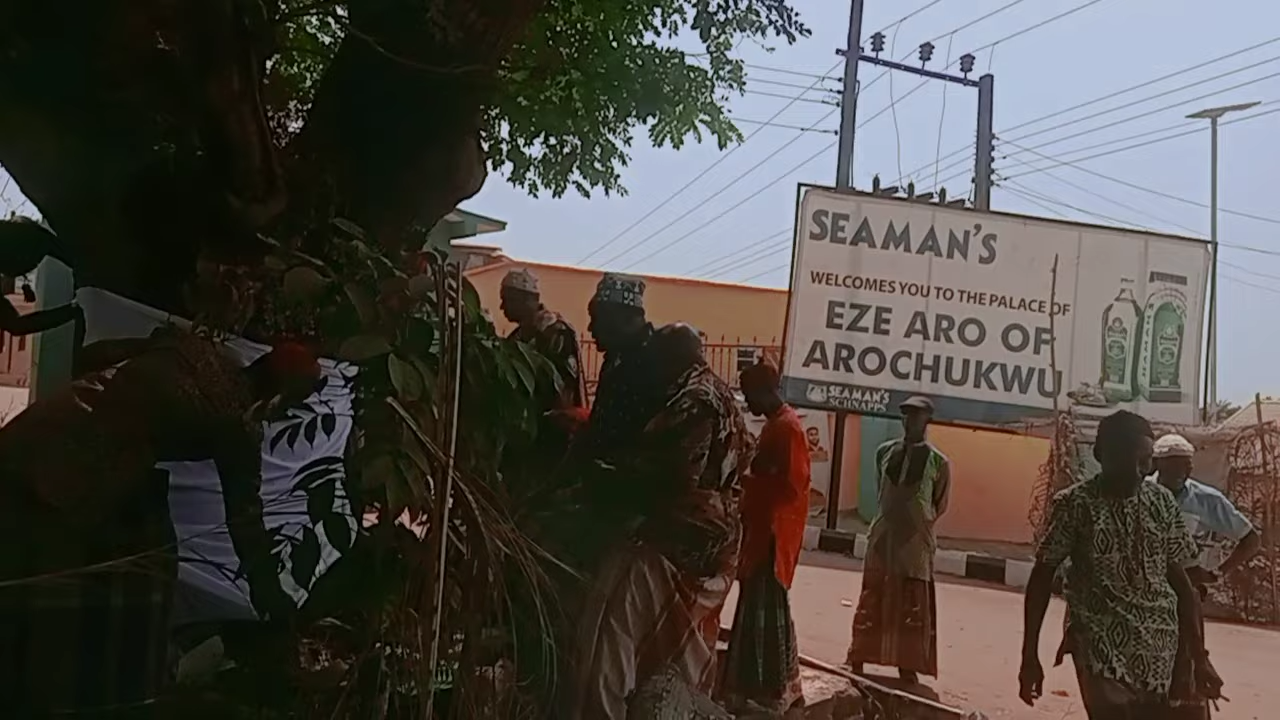 SEAMAN'S
WELCOMES YOU TO THE PALACE OF
EZE ARO OF
AROCHUKWU
SEAMAN'S
SCHNAPPS